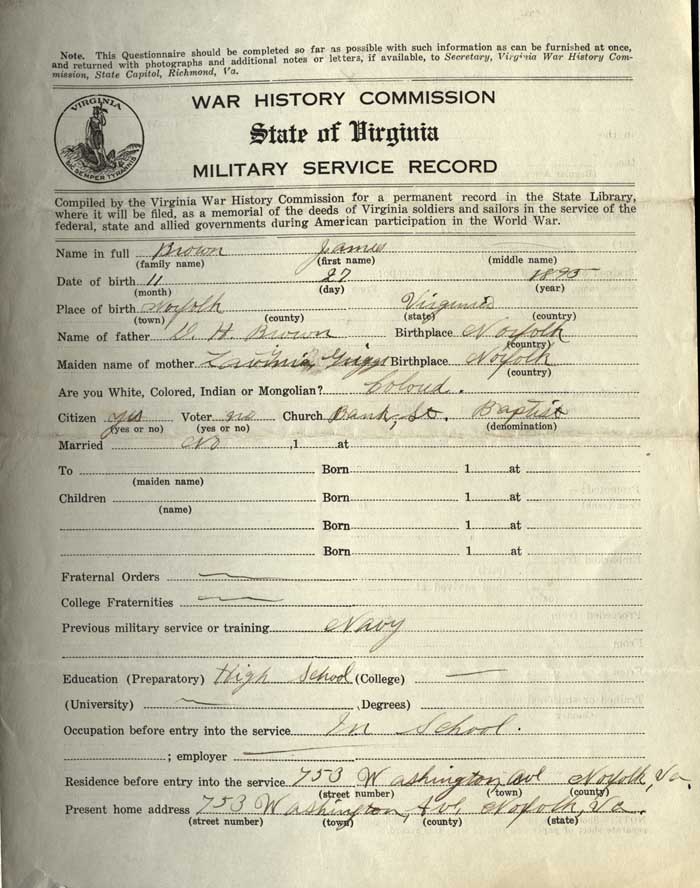 Note. This Questionnaire should be completed so far as possible with such information as can be furnished at once,
and returned with photographs and additional notes or letters, if available, to Secretary, Virginia War History Com-
mission, State Capitol, Richmond, Va.
VIRGINIA
SIC SEMPER TYRANNIS
WAR HISTORY COMMISSION
State of Virginia
MILITARY SERVICE RECORD
Compiled by the Virginia War History Commission for a permanent record in the State Library,
where it will be filed, as a memorial of the deeds of Virginia soldiers and sailors in the service of the
federal, state and allied governments during American participation in the World War.
Name in full Brown James
(family name) (first name) (middle name)
Date of birth 11 27 1895
(month) (day) (year)
Place of birth Norfolk Virginia
(town) (county) (state) (country)
Name of father H. Brown Birthplace Norfolk
(country)
Maiden name of mother Birthplace Norfolk
(country)
Are you White, Colored, Indian or Mongolian? Colord.
Citizen yes Voter no Church Bank, St. Baptist
(yes or no) (yes or no) (denomination)
Married No ,1 at
To Born 1 at
(maiden name)
Children Born 1 at
(name)
Born 1 at
Born 1 at
Fraternal Orders
College Fraternities
Previous military service or training Navy
Education (Preparatory) High School (College)
(University) (Degrees)
Occupation before entry into the service In School.
; employer
Residence before entry into the service 753 Washington Ave Norfolk, Va.
(street number) (town) (county)
Present home address 753 Washington, Ave, Norfolk, Va.
(street number) (town) (county) (state)